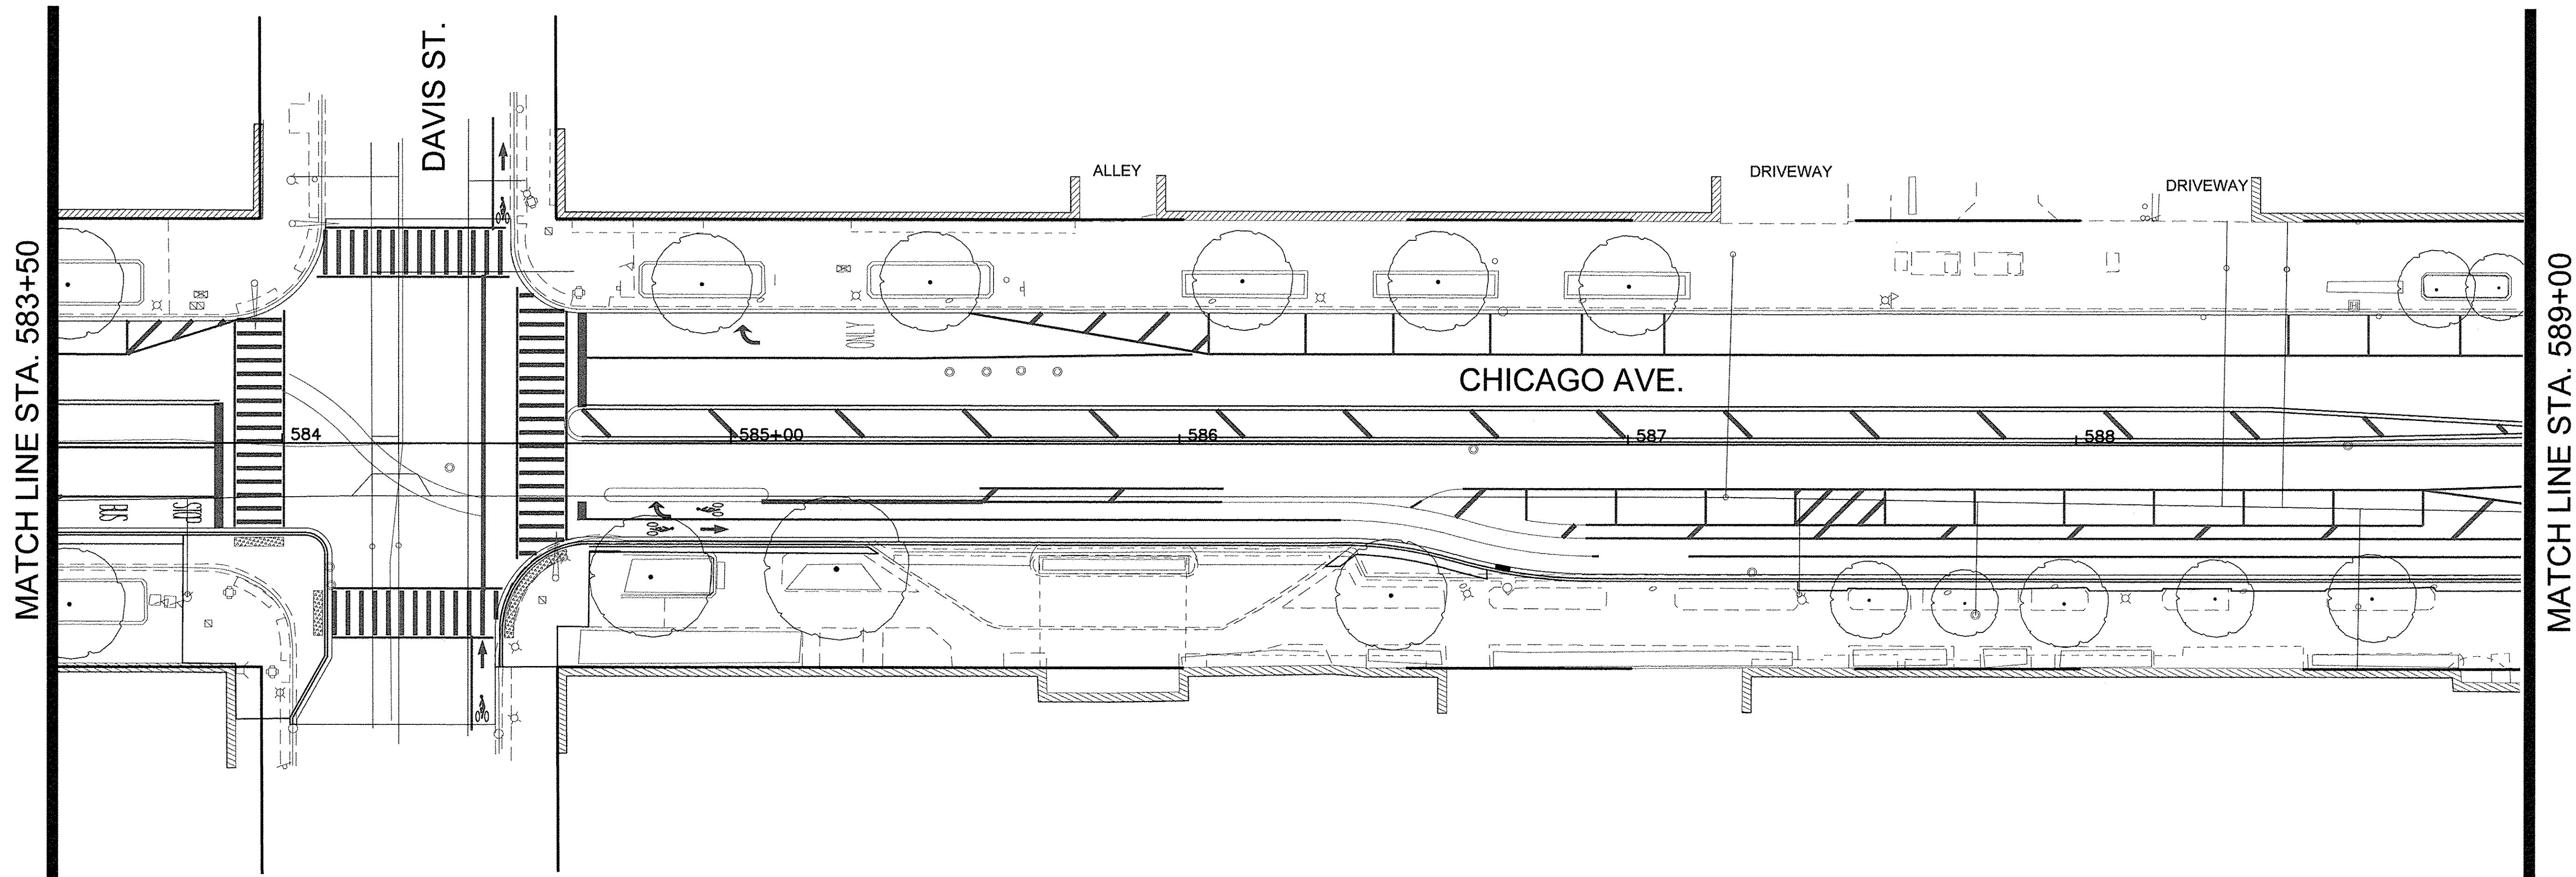 MATCH LINE STA. 583+50
DAVIS ST.
ALLEY
DRIVEWAY
DRIVEWAY
ONLY
CHICAGO AVE.
584
585+00
586
587
588
BUS
MATCH LINE STA. 589+00